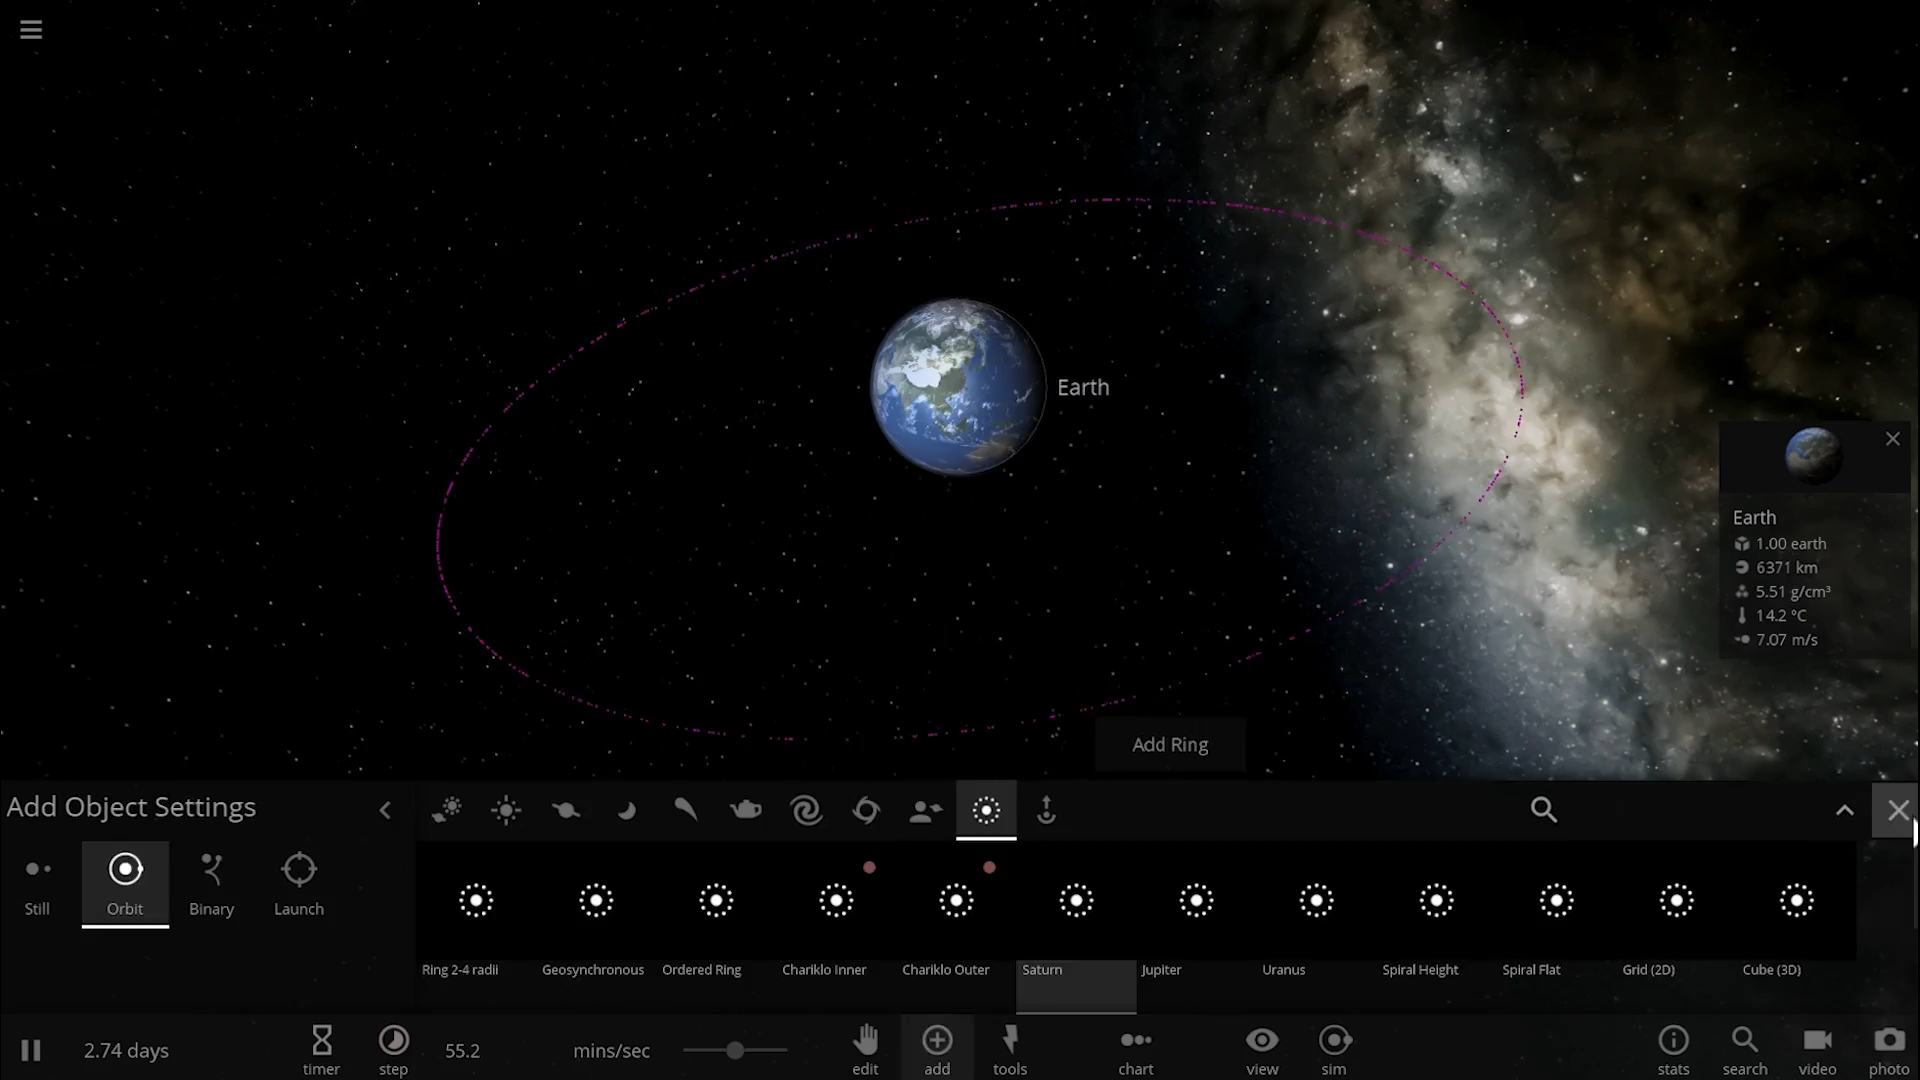 Earth
Earth
1.00 earth
6371 km
5.51 g/cm³
14.2 °C
7.07 m/s
Add Ring
Add Object Settings
Still
Orbit
Binary
Launch
Ring 2-4 radii
Geosynchronous
Ordered Ring
Chariklo Inner
Chariklo Outer
Saturn
Jupiter
Uranus
Spiral Height
Spiral Flat
Grid (2D)
Cube (3D)
2.74 days
timer
step
55.2
mins/sec
edit
add
tools
chart
view
sim
stats
search
video
photo